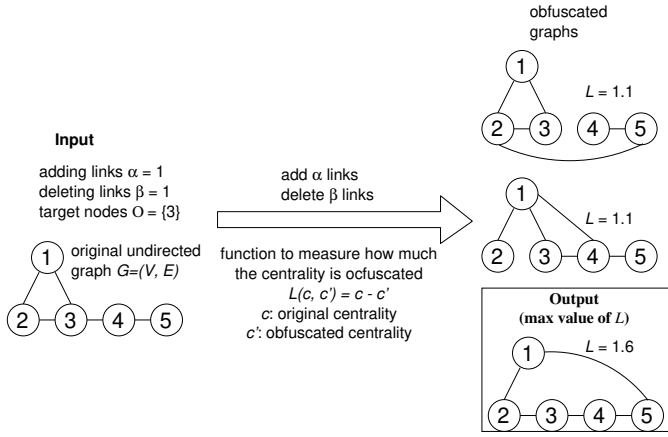 obfuscated
graphs
1
L = 1.1
2 3 4 5
Input
adding links α = 1
deleting links β = 1
target nodes O = {3}
original undirected
graph G=(V, E)
1
2 3 4 5
add α links
delete β links
function to measure how much
the centrality is ocfuscated
L(c, c') = c - c'
c: original centrality
c': obfuscated centrality
1
L = 1.1
2 3 4 5
Output
(max value of L)
1
L = 1.6
2 3 4 5